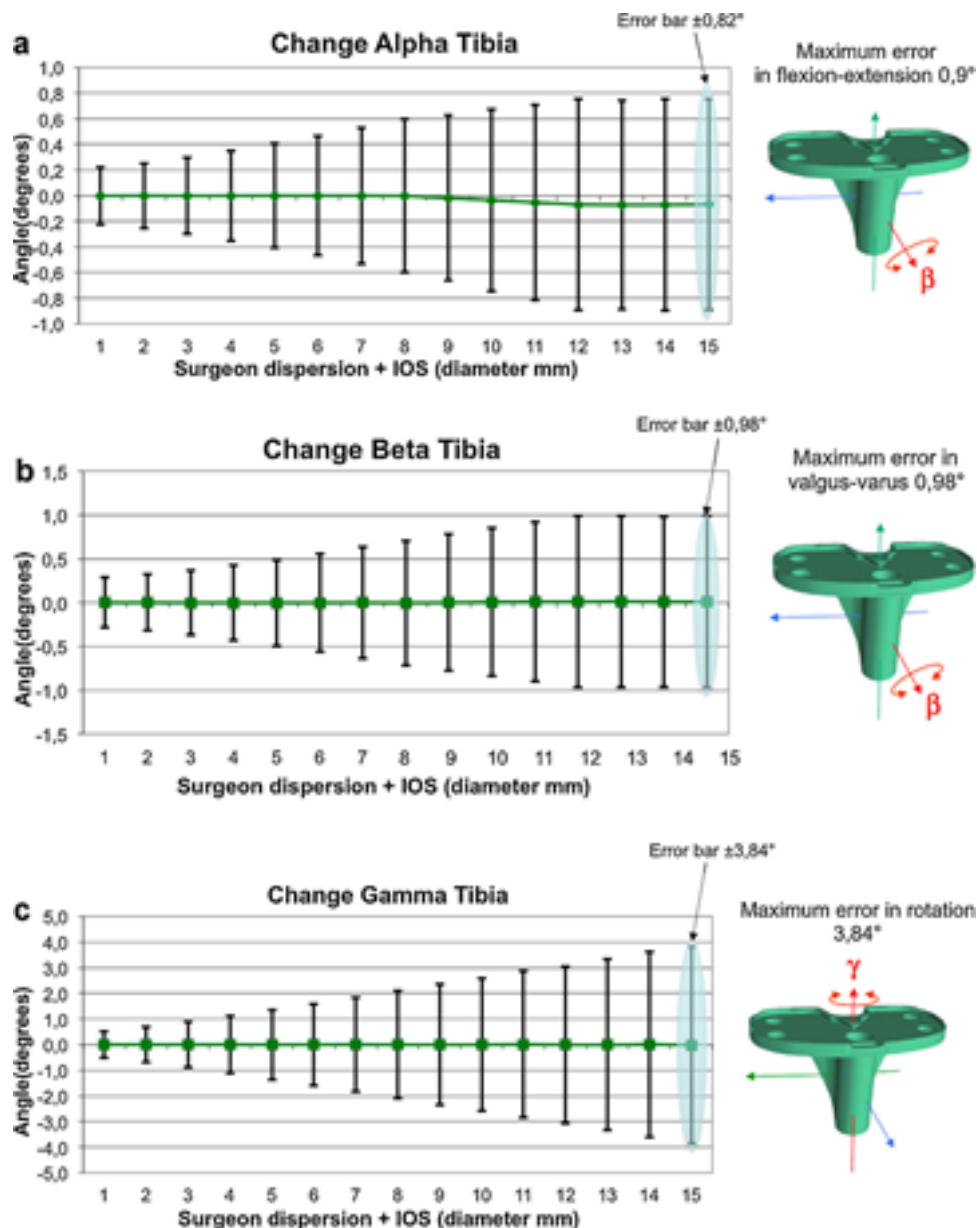 a
Change Alpha Tibia
Error bar ±0,82°
Maximum error
in flexion-extension 0,9°
Angle(degrees)
1,0
0,8
0,6
0,4
0,2
0,0
-0,2
-0,4
-0,6
-0,8
-1,0
1 2 3 4 5 6 7 8 9 10 11 12 13 14 15
Surgeon dispersion + IOS (diameter mm)
β
b
Change Beta Tibia
Error bar ±0,98°
Maximum error in
valgus-varus 0,98°
Angle(degrees)
1,5
1,0
0,5
0,0
-0,5
-1,0
-1,5
1 2 3 4 5 6 7 8 9 10 11 12 13 14 15
Surgeon dispersion + IOS (diameter mm)
β
c
Change Gamma Tibia
Error bar ±3,84°
Maximum error in rotation
3,84°
γ
Angle(degrees)
5,0
4,0
3,0
2,0
1,0
0,0
-1,0
-2,0
-3,0
-4,0
-5,0
1 2 3 4 5 6 7 8 9 10 11 12 13 14 15
Surgeon dispersion + IOS (diameter mm)